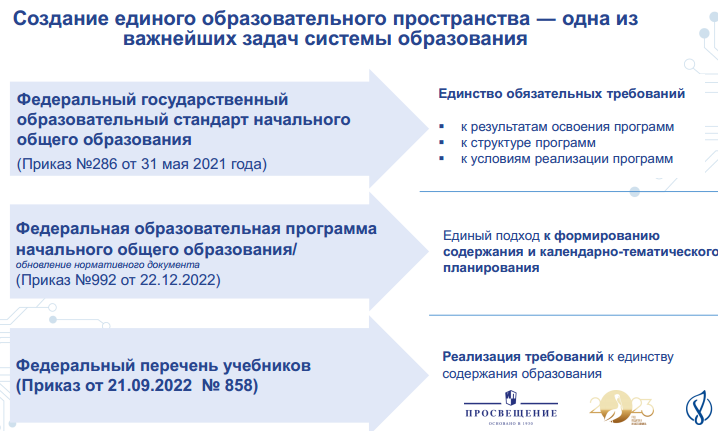 Создание единого образовательного пространства — одна из
важнейших задач системы образования
Федеральный государственный
образовательный стандарт начального
общего образования
(Приказ №286 от 31 мая 2021 года)
Единство обязательных требований
▪ к результатам освоения программ
▪ к структуре программ
▪ к условиям реализации программ
Федеральная образовательная программа
начального общего образования/
обновление нормативного документа
(Приказ №992 от 22.12.2022)
Единый подход к формированию
содержания и календарно-тематического
планирования
Федеральный перечень учебников
(Приказ от 21.09.2022 № 858)
Реализация требований к единству
содержания образования
ПРОСВЕЩЕНИЕ
ОСНОВАНО В 1930
2023